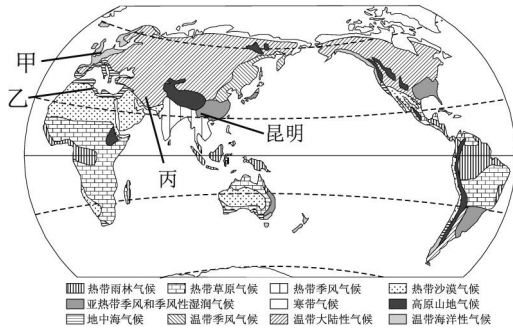 甲
乙
昆明
丙
热带雨林气候 热带草原气候 热带季风气候 热带沙漠气候
亚热带季风和季风性湿润气候 寒带气候 高原山地气候
地中海气候 温带季风气候 温带大陆性气候 温带海洋性气候